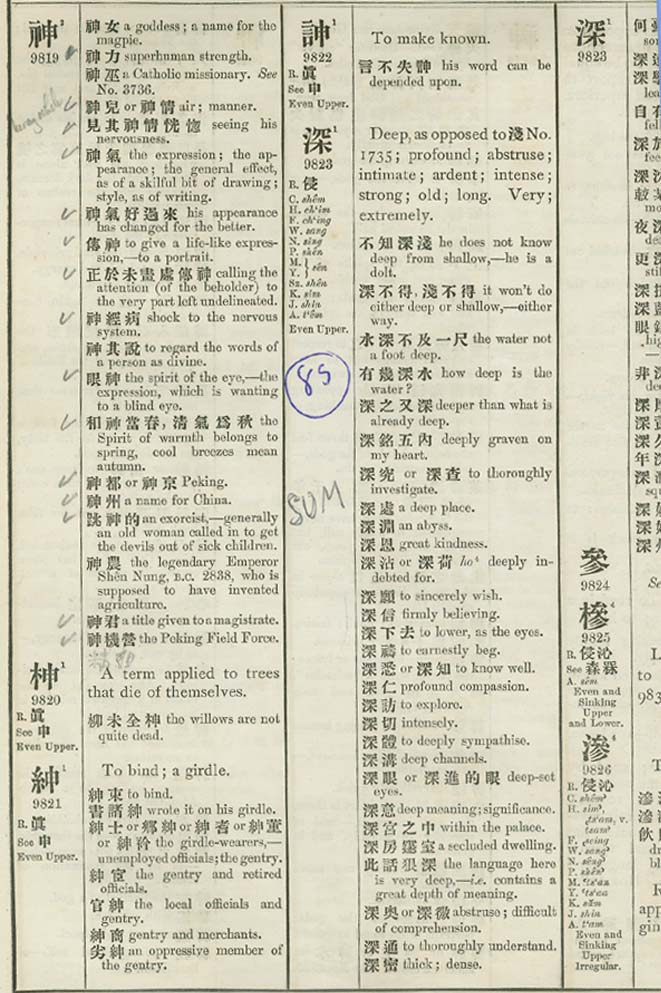 神¹
9819
神女 a goddess; a name for the
magpie.
神力 superhuman strength.
神巫 a Catholic missionary. See
No. 3736.
神兒 or 神情 air; manner.
見其神情恍惚 seeing his
nervousness.
神氣 the expression; the ap-
pearance; the general effect,
as of a skilful bit of drawing;
style, as of writing.
神氣好過來 his appearance
has changed for the better.
傳神 to give a life-like expres-
sion,—to a portrait.
正於未畫處傳神 calling the
attention (of the beholder) to
the very part left undelineated.
神經病 shock to the nervous
system.
神其說 to regard the words of
a person as divine.
眼神 the spirit of the eye,—the
expression, which is wanting
to a blind eye.
和神當春,清氣爲秋 the
Spirit of warmth belongs to
spring, cool breezes mean
autumn.
神都 or 神京 Peking.
神州 a name for China.
跳神的 an exorcist,—generally
an old woman called in to get
the devils out of sick children.
神農 the legendary Emperor
Shên Nung, B.C. 2838, who is
supposed to have invented
agriculture.
神君 a title given to a magistrate.
神機營 the Peking Field Force.
柛¹
9820
R. 眞
See 申
Even Upper.
A term applied to trees
that die of themselves.
柳未全柛 the willows are not
quite dead.
紳¹
9821
R. 眞
See 申
Even Upper.
To bind; a girdle.
紳束 to bind.
書諸紳 wrote it on his girdle.
紳士 or 鄉紳 or 紳耆 or 紳董
or 紳衿 the girdle-wearers,—
unemployed officials; the gentry.
紳宦 the gentry and retired
officials.
官紳 the local officials and
gentry.
紳商 gentry and merchants.
劣紳 an oppressive member of
the gentry.
訷¹
9822
R. 眞
See 申
Even Upper.
To make known.
言不失訷 his word can be
depended upon.
深¹
9823
R. 侵
C. shêm
H. ch'im
F. ch'ing
W. sang
N. sing
P. shên
M. }
Y. } sên
Sz. shên
K. sim
J. shin
A. t'êm
Even Upper.
85
SUM
Deep, as opposed to 淺 No.
1735; profound; abstruse;
intimate; ardent; intense;
strong; old; long. Very;
extremely.
不知深淺 he does not know
deep from shallow,—he is a
dolt.
深不得,淺不得 it won't do
either deep or shallow,—either
way.
水深不及一尺 the water not
a foot deep.
有幾深水 how deep is the
water?
深之又深 deeper than what is
already deep.
深銘五內 deeply graven on
my heart.
深究 or 深查 to thoroughly
investigate.
深處 a deep place.
深淵 an abyss.
深恩 great kindness.
深沾 or 深荷 ho⁴ deeply in-
debted for.
深願 to sincerely wish.
深信 firmly believing.
深下去 to lower, as the eyes.
深禱 to earnestly beg.
深悉 or 深知 to know well.
深仁 profound compassion.
深訪 to explore.
深切 intensely.
深體 to deeply sympathise.
深溝 deep channels.
深眼 or 深進的眼 deep-set
eyes.
深意 deep meaning; significance.
深宮之中 within the palace.
深房邃室 a secluded dwelling.
此話狠深 the language here
is very deep,—i.e. contains a
great depth of meaning.
深奥 or 深微 abstruse; difficult
of comprehension.
深通 to thoroughly understand.
深密 thick; dense.
深¹
9823
參
9824
槮⁴
9825
R. 侵沁
See 森
A. sêm
Even and
Sinking
Upper
and Lower.
滲⁴
9826
R. 侵沁
P. shên
K. sêm
J. shin
A. t'am
Even and
Sinking
Upper
Irregular.